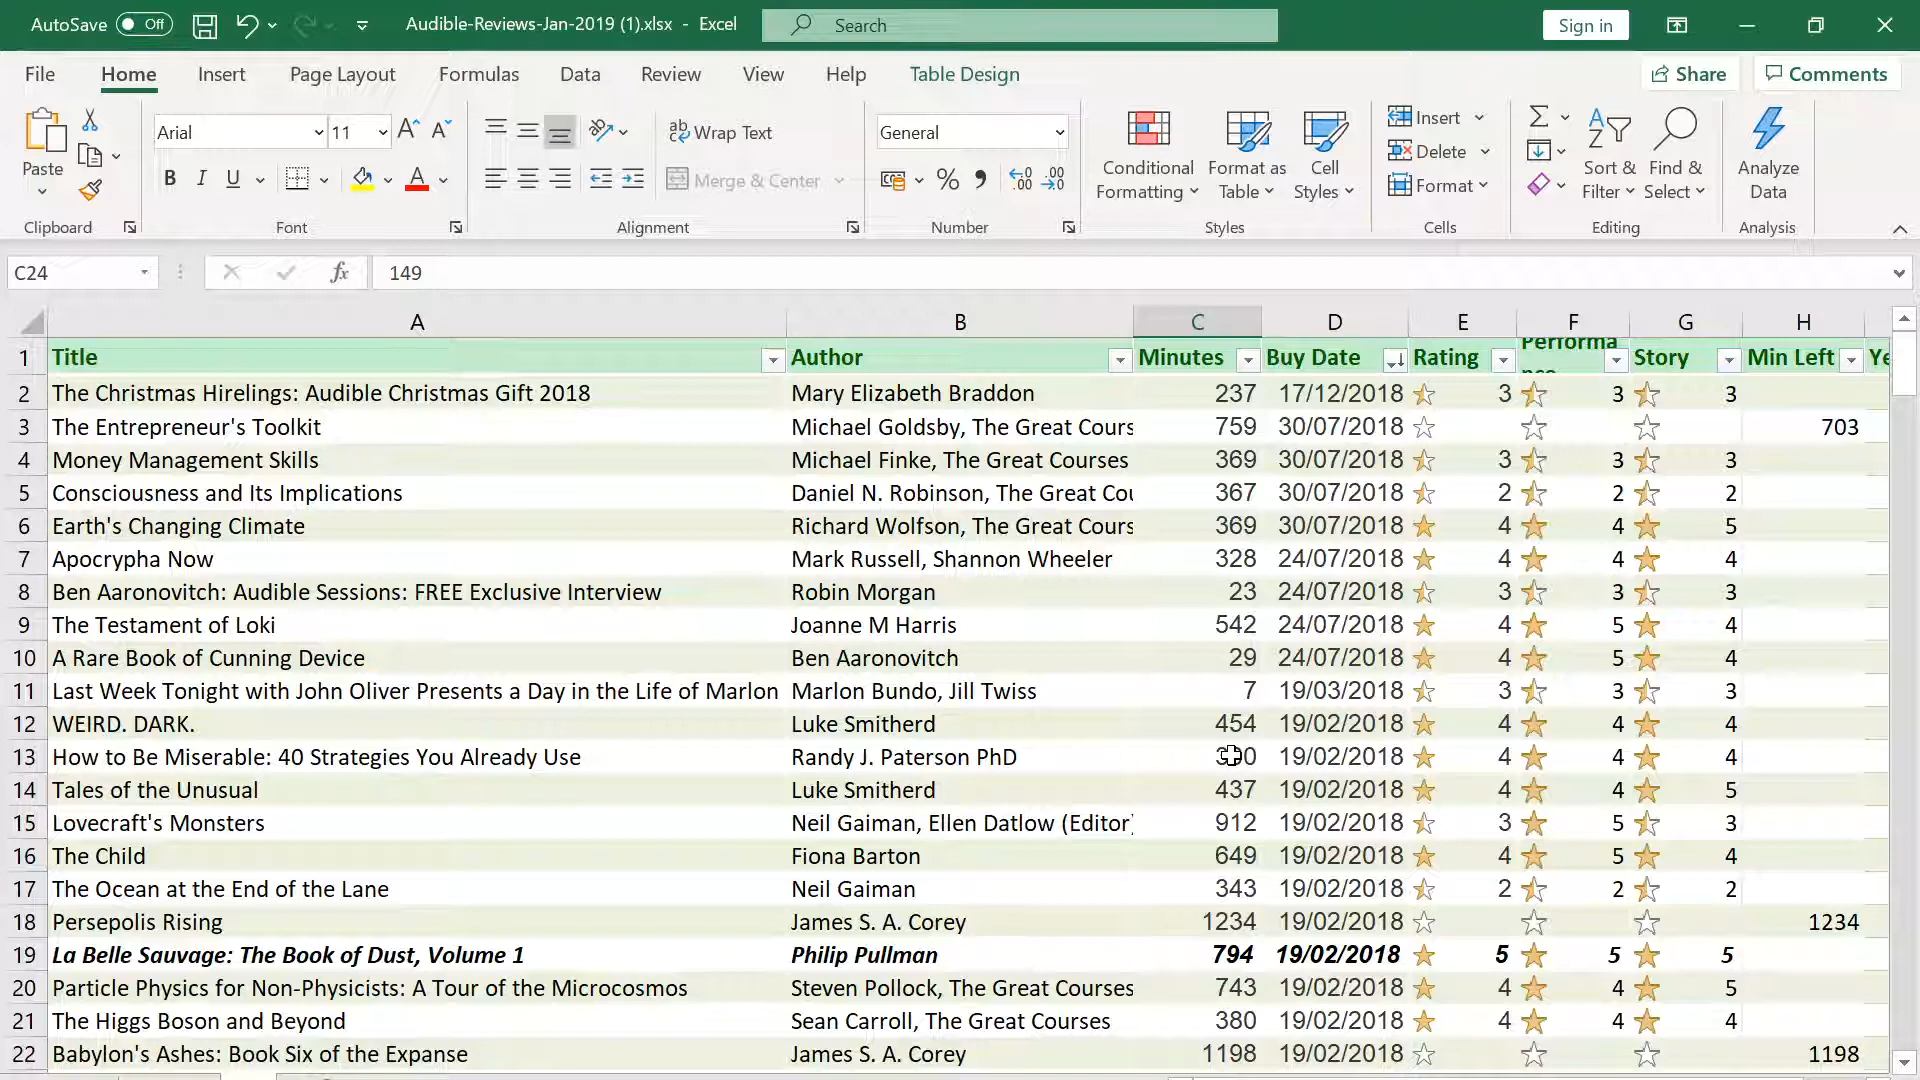 AutoSave Off Audible-Reviews-Jan-2019 (1).xlsx - Excel Search Sign in
File Home Insert Page Layout Formulas Data Review View Help Table Design Share Comments
Arial 11 ab Wrap Text General Insert
Paste B I U A Merge & Center % Conditional Formatting Format as Table Cell Styles Delete Format Sort & Filter Find & Select Analyze Data
Clipboard Font Alignment Number Styles Cells Editing Analysis
C24 fx 149
A B C D E F G H
1 Title Author Minutes Buy Date Rating Performance Story Min Left
2 The Christmas Hirelings: Audible Christmas Gift 2018 Mary Elizabeth Braddon 237 17/12/2018 3 3 3
3 The Entrepreneur's Toolkit Michael Goldsby, The Great Cours 759 30/07/2018 703
4 Money Management Skills Michael Finke, The Great Courses 369 30/07/2018 3 3 3
5 Consciousness and Its Implications Daniel N. Robinson, The Great Cou 367 30/07/2018 2 2 2
6 Earth's Changing Climate Richard Wolfson, The Great Cours 369 30/07/2018 4 4 5
7 Apocrypha Now Mark Russell, Shannon Wheeler 328 24/07/2018 4 4 4
8 Ben Aaronovitch: Audible Sessions: FREE Exclusive Interview Robin Morgan 23 24/07/2018 3 3 3
9 The Testament of Loki Joanne M Harris 542 24/07/2018 4 5 4
10 A Rare Book of Cunning Device Ben Aaronovitch 29 24/07/2018 4 5 4
11 Last Week Tonight with John Oliver Presents a Day in the Life of Marlon Marlon Bundo, Jill Twiss 7 19/03/2018 3 3 3
12 WEIRD. DARK. Luke Smitherd 454 19/02/2018 4 4 4
13 How to Be Miserable: 40 Strategies You Already Use Randy J. Paterson PhD 19/02/2018 4 4 4
14 Tales of the Unusual Luke Smitherd 437 19/02/2018 4 4 5
15 Lovecraft's Monsters Neil Gaiman, Ellen Datlow (Editor) 912 19/02/2018 3 5 3
16 The Child Fiona Barton 649 19/02/2018 4 5 4
17 The Ocean at the End of the Lane Neil Gaiman 343 19/02/2018 2 2 2
18 Persepolis Rising James S. A. Corey 1234 19/02/2018 1234
19 La Belle Sauvage: The Book of Dust, Volume 1 Philip Pullman 794 19/02/2018 5 5 5
20 Particle Physics for Non-Physicists: A Tour of the Microcosmos Steven Pollock, The Great Courses 743 19/02/2018 4 4 5
21 The Higgs Boson and Beyond Sean Carroll, The Great Courses 380 19/02/2018 4 4 4
22 Babylon's Ashes: Book Six of the Expanse James S. A. Corey 1198 19/02/2018 1198